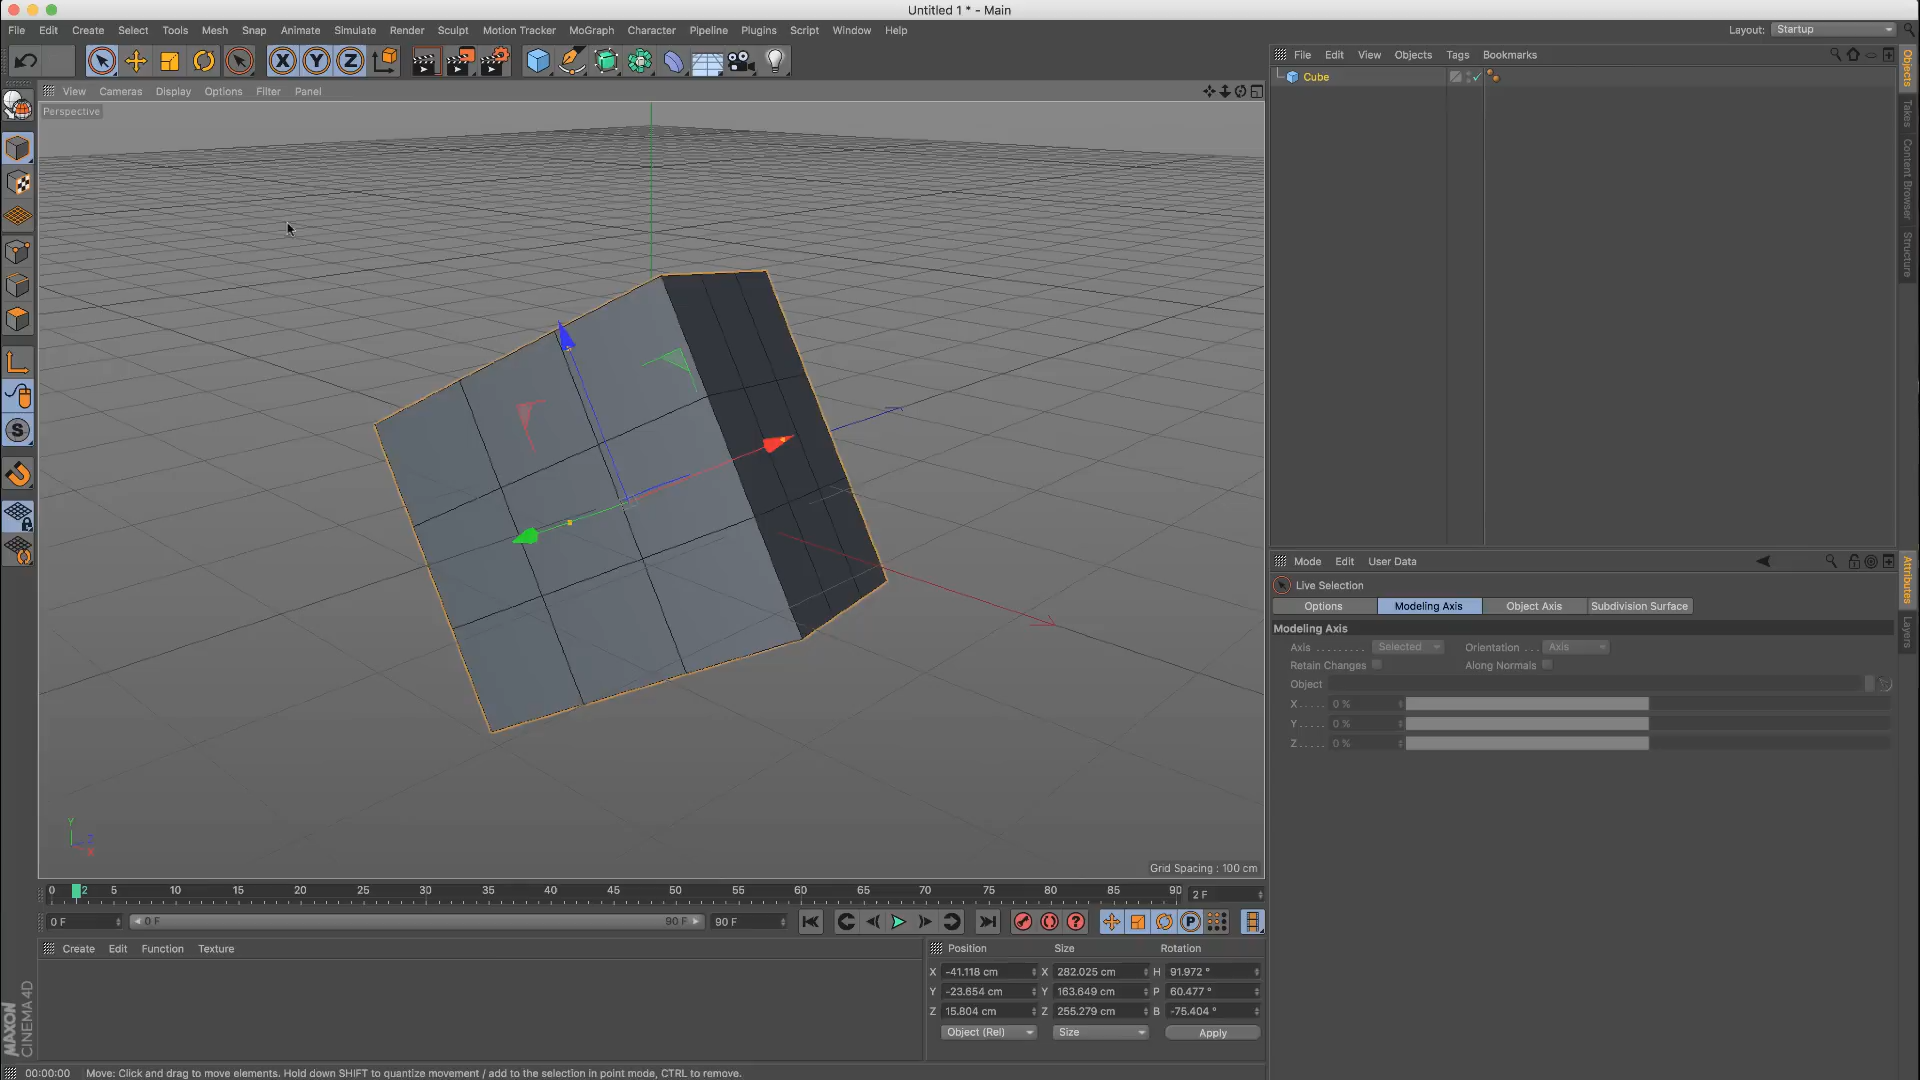 Untitled 1 * - Main
File Edit Create Select Tools Mesh Snap Animate Simulate Render Sculpt Motion Tracker MoGraph Character Pipeline Plugins Script Window Help
Layout: Startup
File Edit View Objects Tags Bookmarks
View Cameras Display Options Filter Panel
X Y Z
Cube
Perspective
Objects
Takes
Content Browser
Structure
S
Y
Z
X
Grid Spacing : 100 cm
Mode Edit User Data
Live Selection
Options Modeling Axis Object Axis Subdivision Surface
Modeling Axis
Axis ......... Selected Orientation ... Axis
Retain Changes Along Normals
Object
X ..... 0 %
Y ..... 0 %
Z ..... 0 %
Attributes
Layers
0 2 5 10 15 20 25 30 35 40 45 50 55 60 65 70 75 80 85 90 2 F
0 F 0 F 90 F 90 F
? P
Create Edit Function Texture
Position Size Rotation
X -41.118 cm X 282.025 cm H 91.972 °
Y -23.654 cm Y 163.649 cm P 60.477 °
Z 15.804 cm Z 255.279 cm B -75.404 °
Object (Rel) Size Apply
MAXON
CINEMA 4D
00:00:00 Move: Click and drag to move elements. Hold down SHIFT to quantize movement / add to the selection in point mode, CTRL to remove.